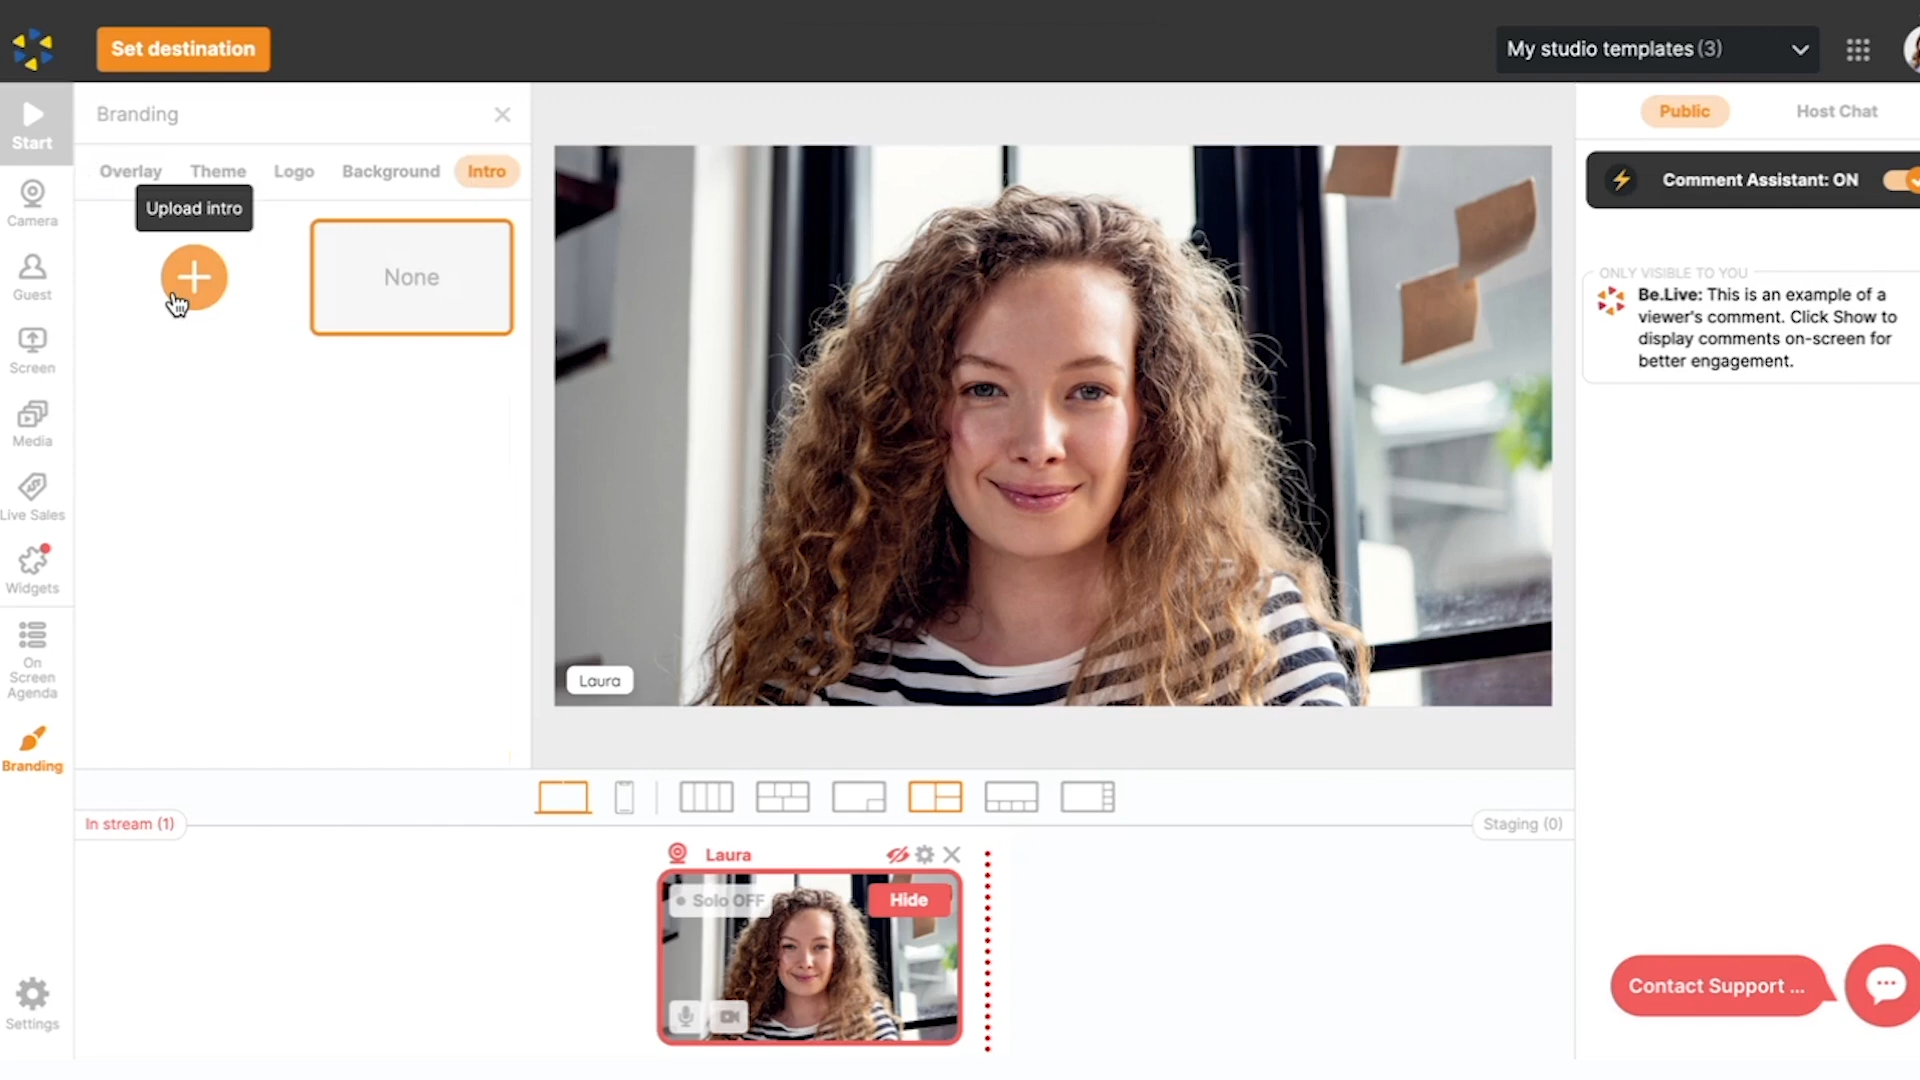 Set destination
My studio templates (3)
Start
Branding
Public
Host Chat
Overlay
Theme
Logo
Background
Intro
Upload intro
None
Comment Assistant: ON
Camera
Guest
Screen
Media
Live Sales
Widgets
On
Screen
Agenda
Branding
Settings
ONLY VISIBLE TO YOU
Be.Live: This is an example of a
viewer's comment. Click Show to
display comments on-screen for
better engagement.
Laura
In stream (1)
Staging (0)
Laura
Solo OFF
Hide
Contact Support ...